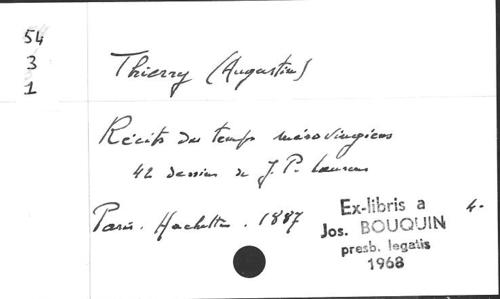 54
3
1
Thierry (Augustin)
Récits des temps mérovingiens
42 dessins de J. P. Laurens
Paris. Hachette. 1887
4-
Ex-libris a
Jos. BOUQUIN
presb. legatis
1968